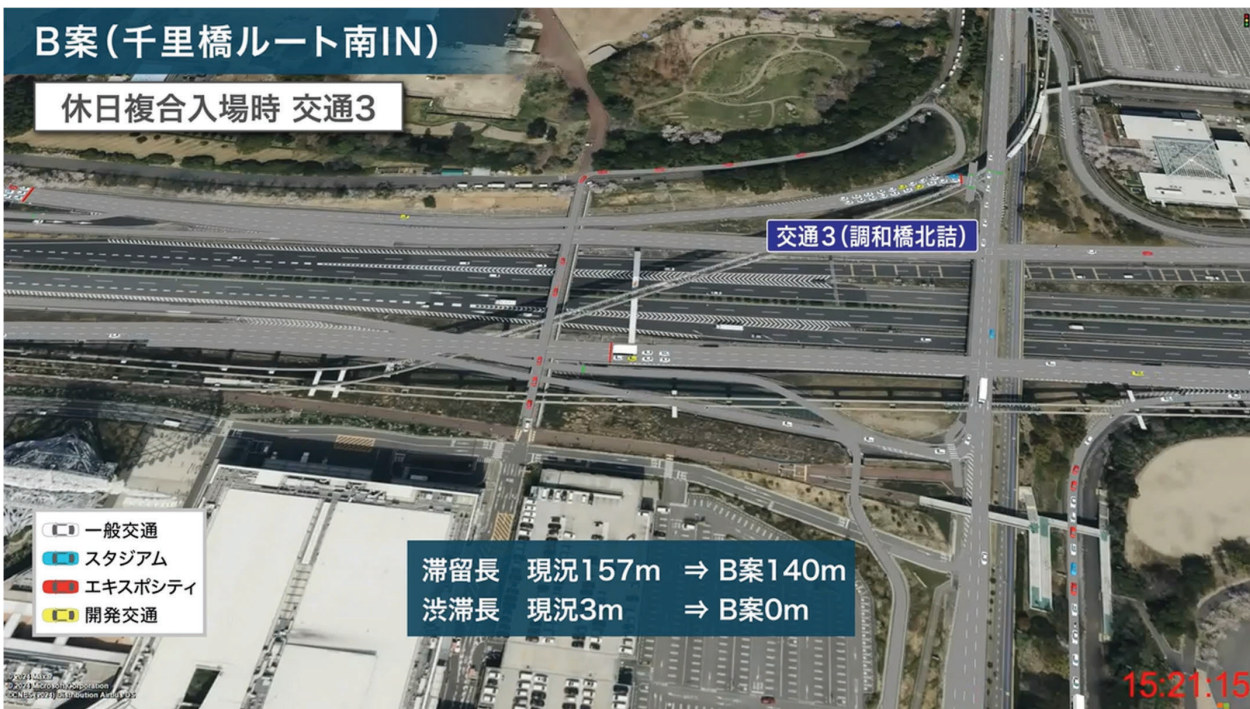 B案(千里橋ルート南IN)
休日複合入場時 交通3
交通3(調和橋北詰)
一般交通
スタジアム
エキスポシティ
開発交通
滞留長 現況157m ⇒ B案140m
渋滞長 現況3m ⇒ B案0m
© 2024 Microsoft Corporation
15:21:15